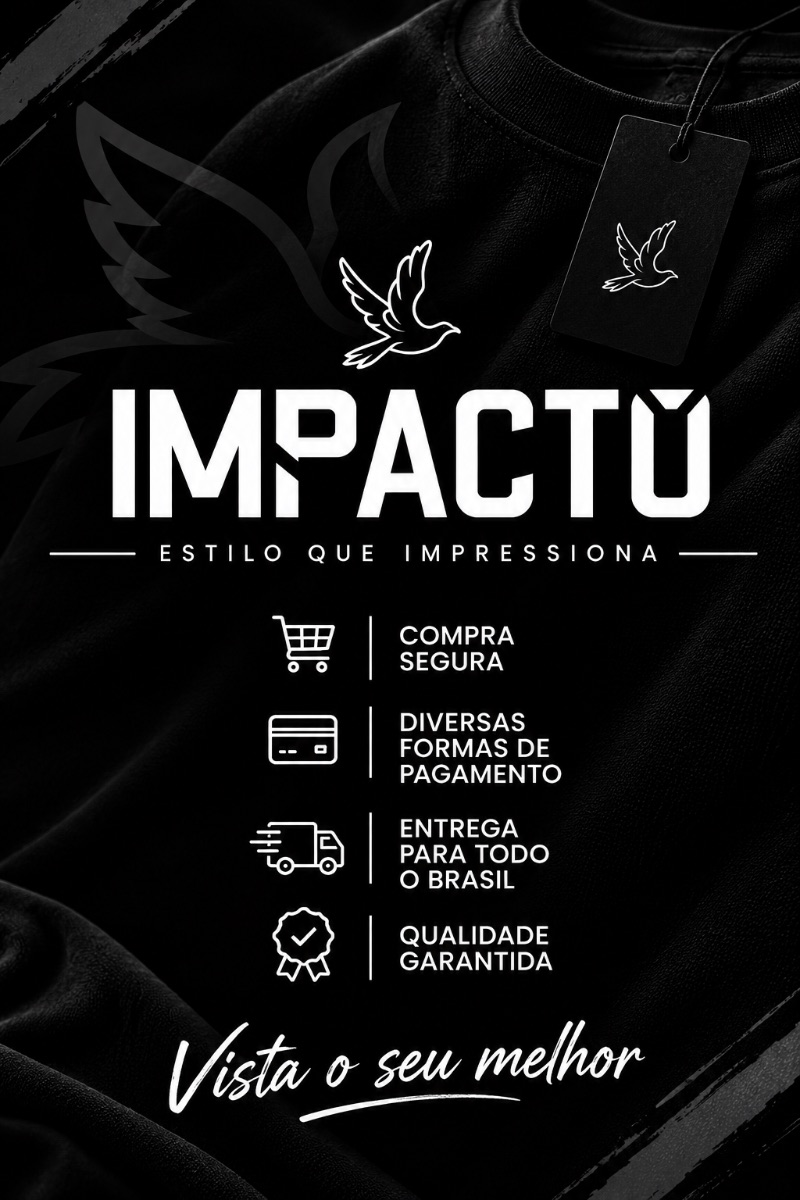 IMPACTO
ESTILO QUE IMPRESSIONA
COMPRA
SEGURA
DIVERSAS
FORMAS DE
PAGAMENTO
ENTREGA
PARA TODO
O BRASIL
QUALIDADE
GARANTIDA
Vista o seu melhor